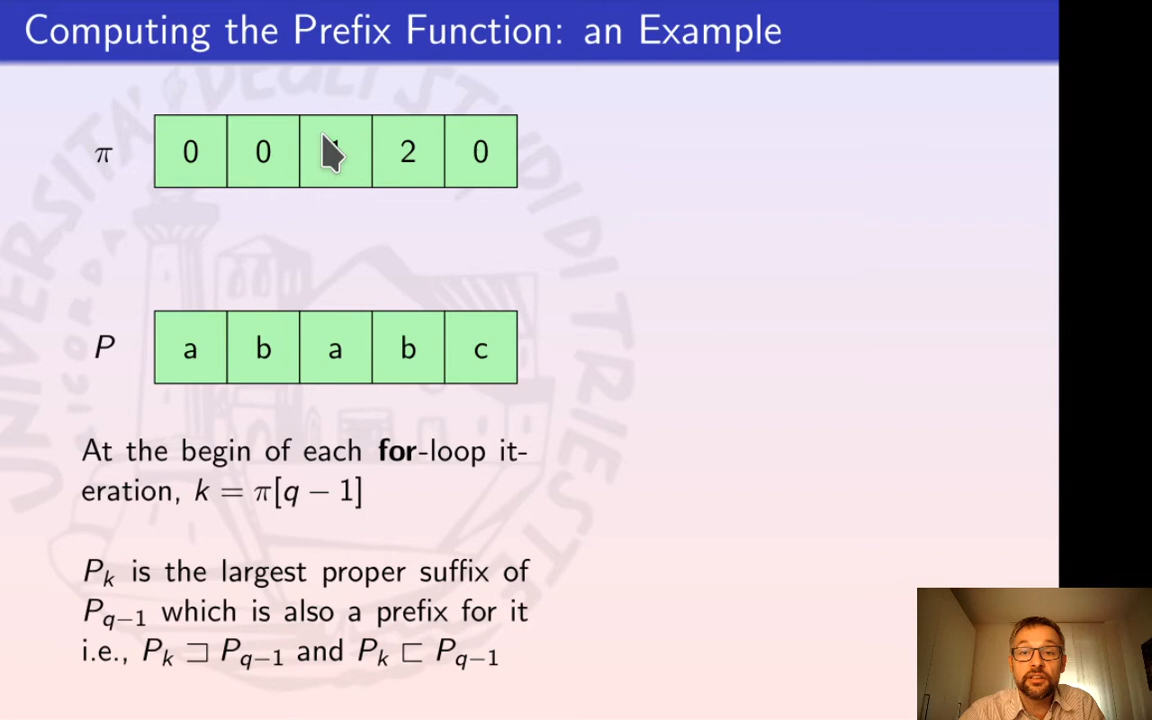 Computing the Prefix Function: an Example
π 0 0 2 0
P a b a b c
At the begin of each for-loop it-
eration, k = π[q − 1]
P_k is the largest proper suffix of
P_{q−1} which is also a prefix for it
i.e., P_k ⊐ P_{q−1} and P_k ⊏ P_{q−1}